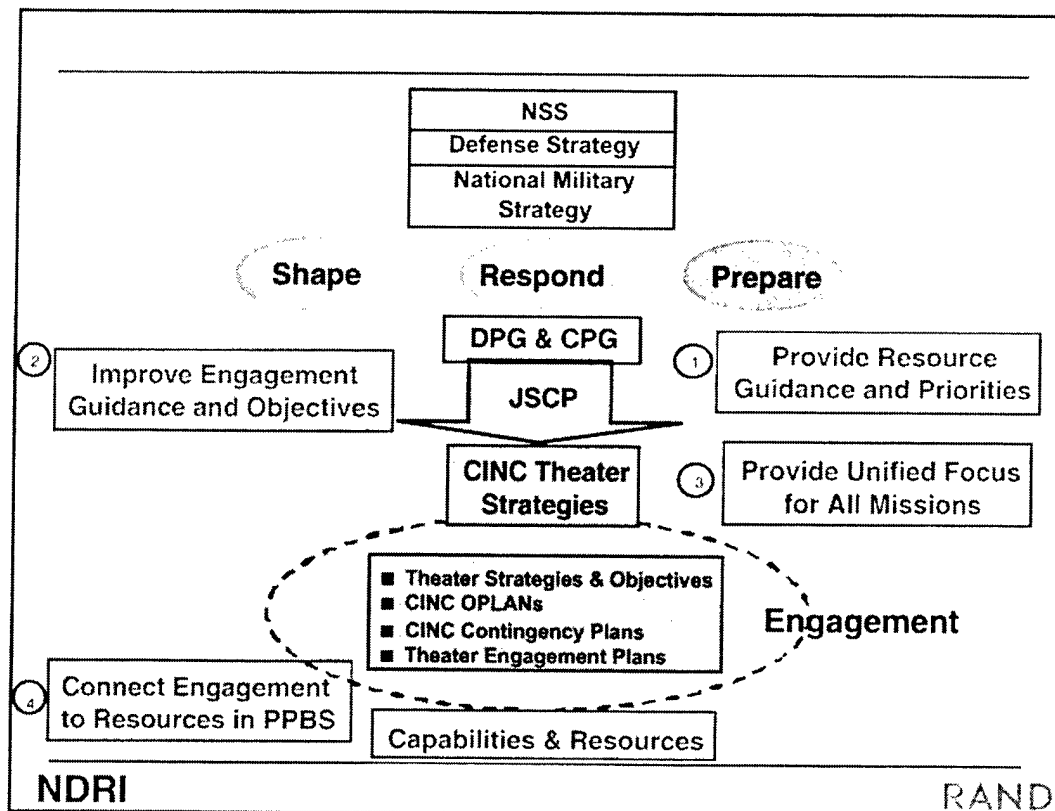 NSS
Defense Strategy
National Military
Strategy
Shape
Respond
Prepare
DPG & CPG
2
Improve Engagement
Guidance and Objectives
JSCP
1
Provide Resource
Guidance and Priorities
CINC Theater
Strategies
3
Provide Unified Focus
for All Missions
■ Theater Strategies & Objectives
■ CINC OPLANs
■ CINC Contingency Plans
■ Theater Engagement Plans
Engagement
4
Connect Engagement
to Resources in PPBS
Capabilities & Resources
NDRI
RAND